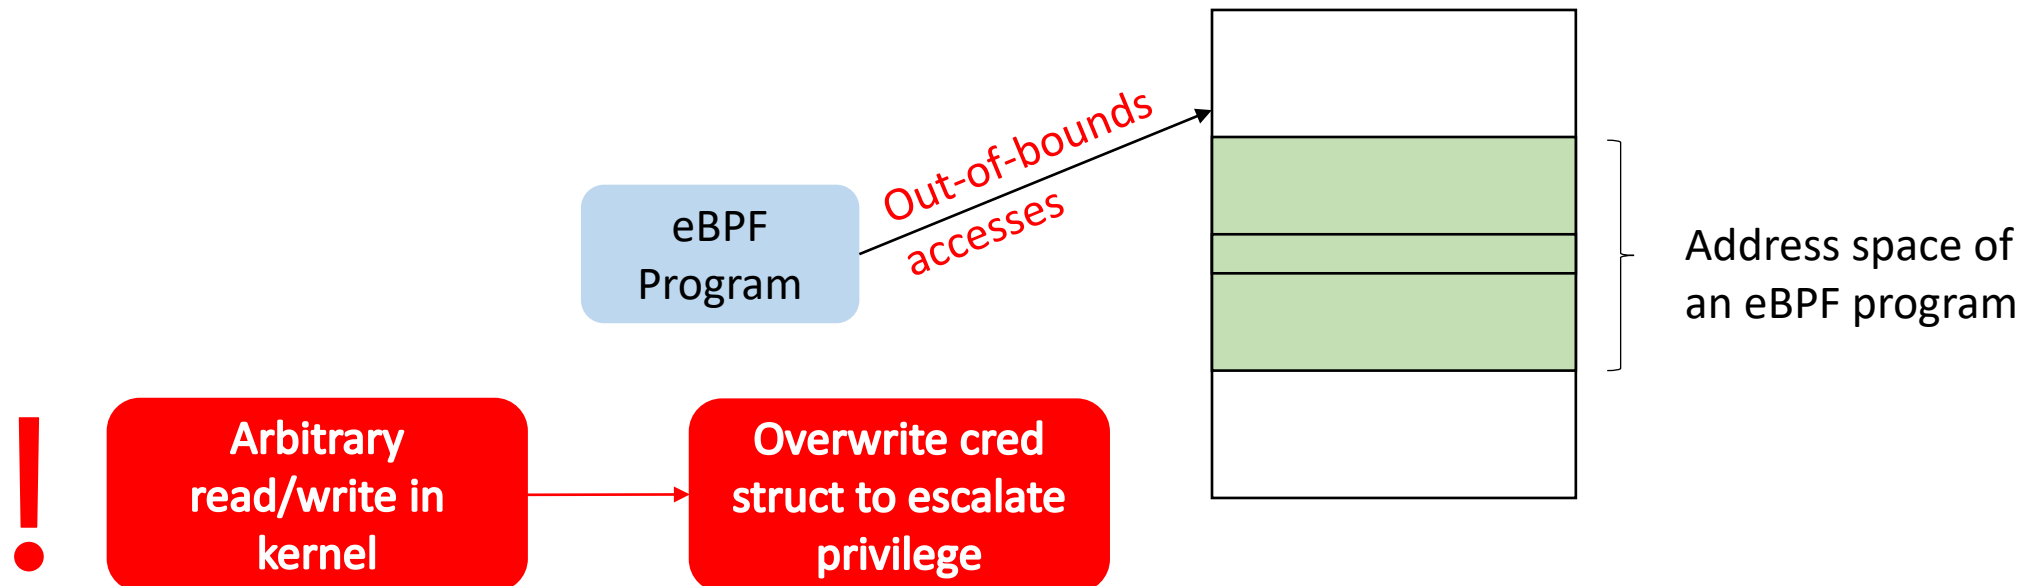 Out-of-bounds
accesses
eBPF
Program
Address space of
an eBPF program
!
Arbitrary
read/write in
kernel
Overwrite cred
struct to escalate
privilege